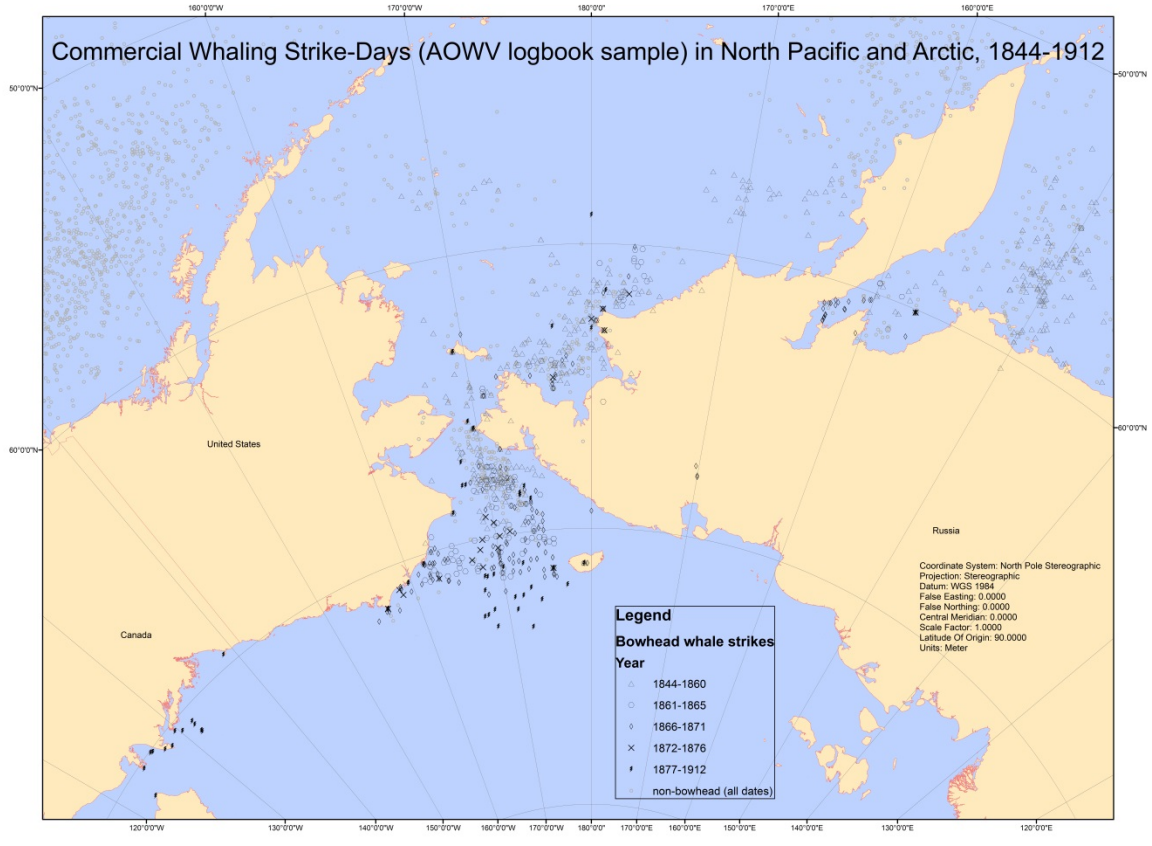 160°0'0"W 170°0'0"W 180°0'0" 170°0'0"E 160°0'0"E
Commercial Whaling Strike-Days (AOWV logbook sample) in North Pacific and Arctic, 1844-1912
50°0'0"N 50°0'0"N
60°0'0"N 60°0'0"N
United States
Canada
Russia
Coordinate System: North Pole Stereographic
Projection: Stereographic
Datum: WGS 1984
False Easting: 0.0000
False Northing: 0.0000
Central Meridian: 0.0000
Scale Factor: 1.0000
Latitude Of Origin: 90.0000
Units: Meter
Legend
Bowhead whale strikes
Year
1844-1860
1861-1865
1866-1871
1872-1876
1877-1912
non-bowhead (all dates)
120°0'0"W 130°0'0"W 140°0'0"W 150°0'0"W 160°0'0"W 170°0'0"W 180°0'0" 170°0'0"E 160°0'0"E 150°0'0"E 140°0'0"E 130°0'0"E 120°0'0"E